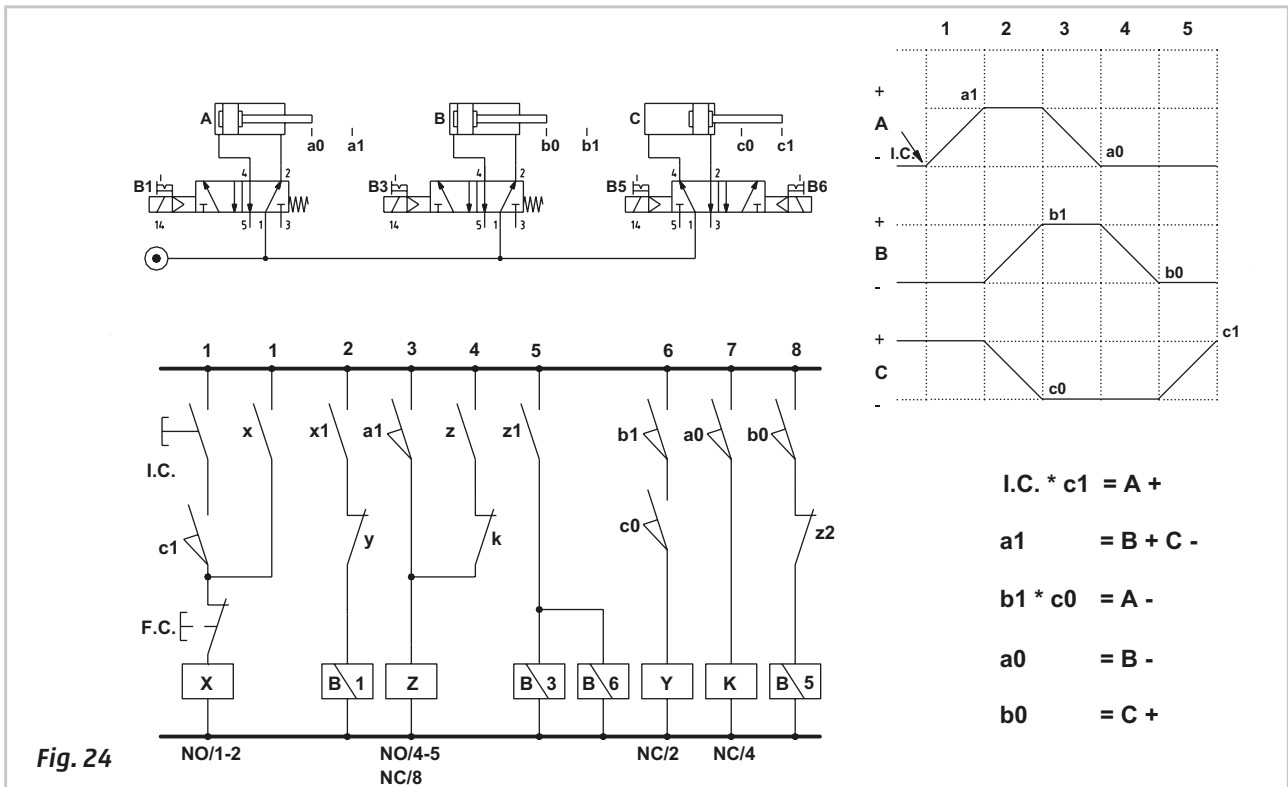 1 2 3 4 5
+
a1
A
- I.C. a0
A B C
a0 a1 b0 b1 c0 c1
4 2 4 2 4 2
B1 B3 B5 B6
14 5 1 3 14 5 1 3 14 5 1 3
+ b1
B
- b0
+ c1
C
- c0
1 1 2 3 4 5 6 7 8
x x1 a1 z z1 b1 a0 b0
I.C.
c1 y k c0 z2
F.C.
X B 1 Z B 3 B 6 Y K B 5
NO/1-2 NO/4-5 NC/2 NC/4
NC/8
I.C. * c1 = A +
a1 = B + C -
b1 * c0 = A -
a0 = B -
b0 = C +
Fig. 24